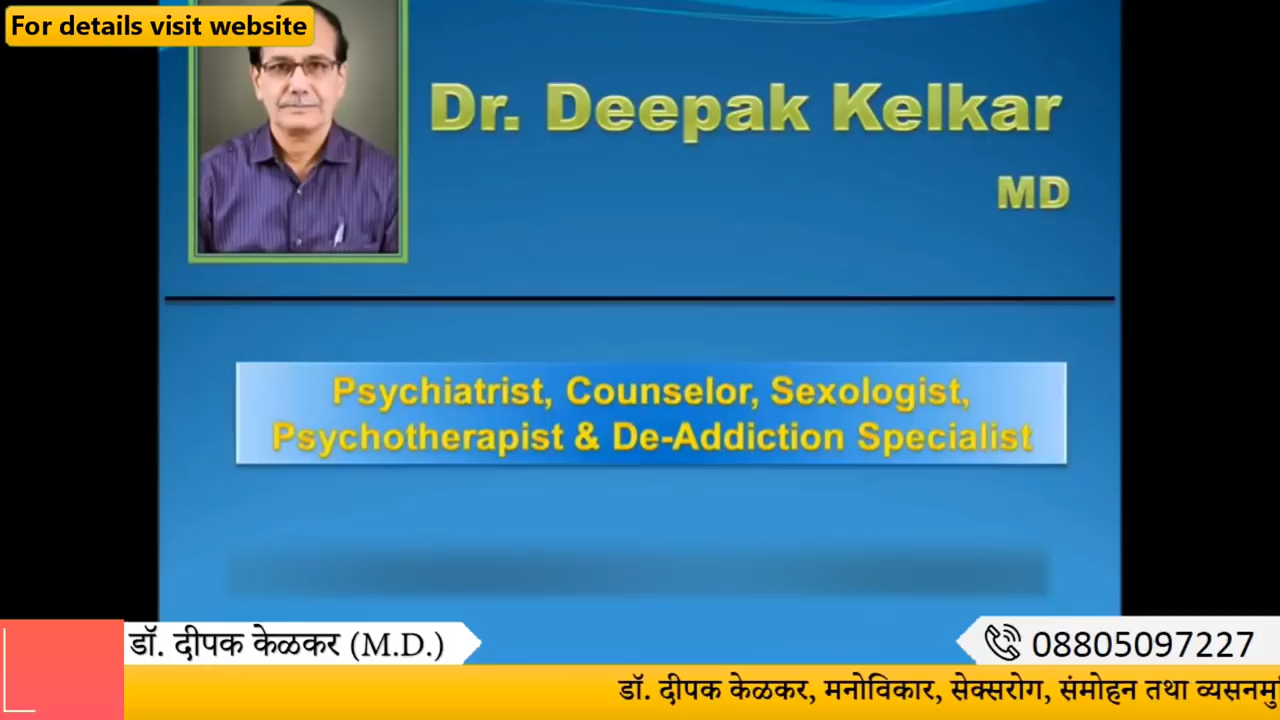 For details visit website
Dr. Deepak Kelkar
MD
Psychiatrist, Counselor, Sexologist,
Psychotherapist & De-Addiction Specialist
डॉ. दीपक केळकर (M.D.)
08805097227
डॉ. दीपक केळकर, मनोविकार, सेक्सरोग, संमोहन तथा